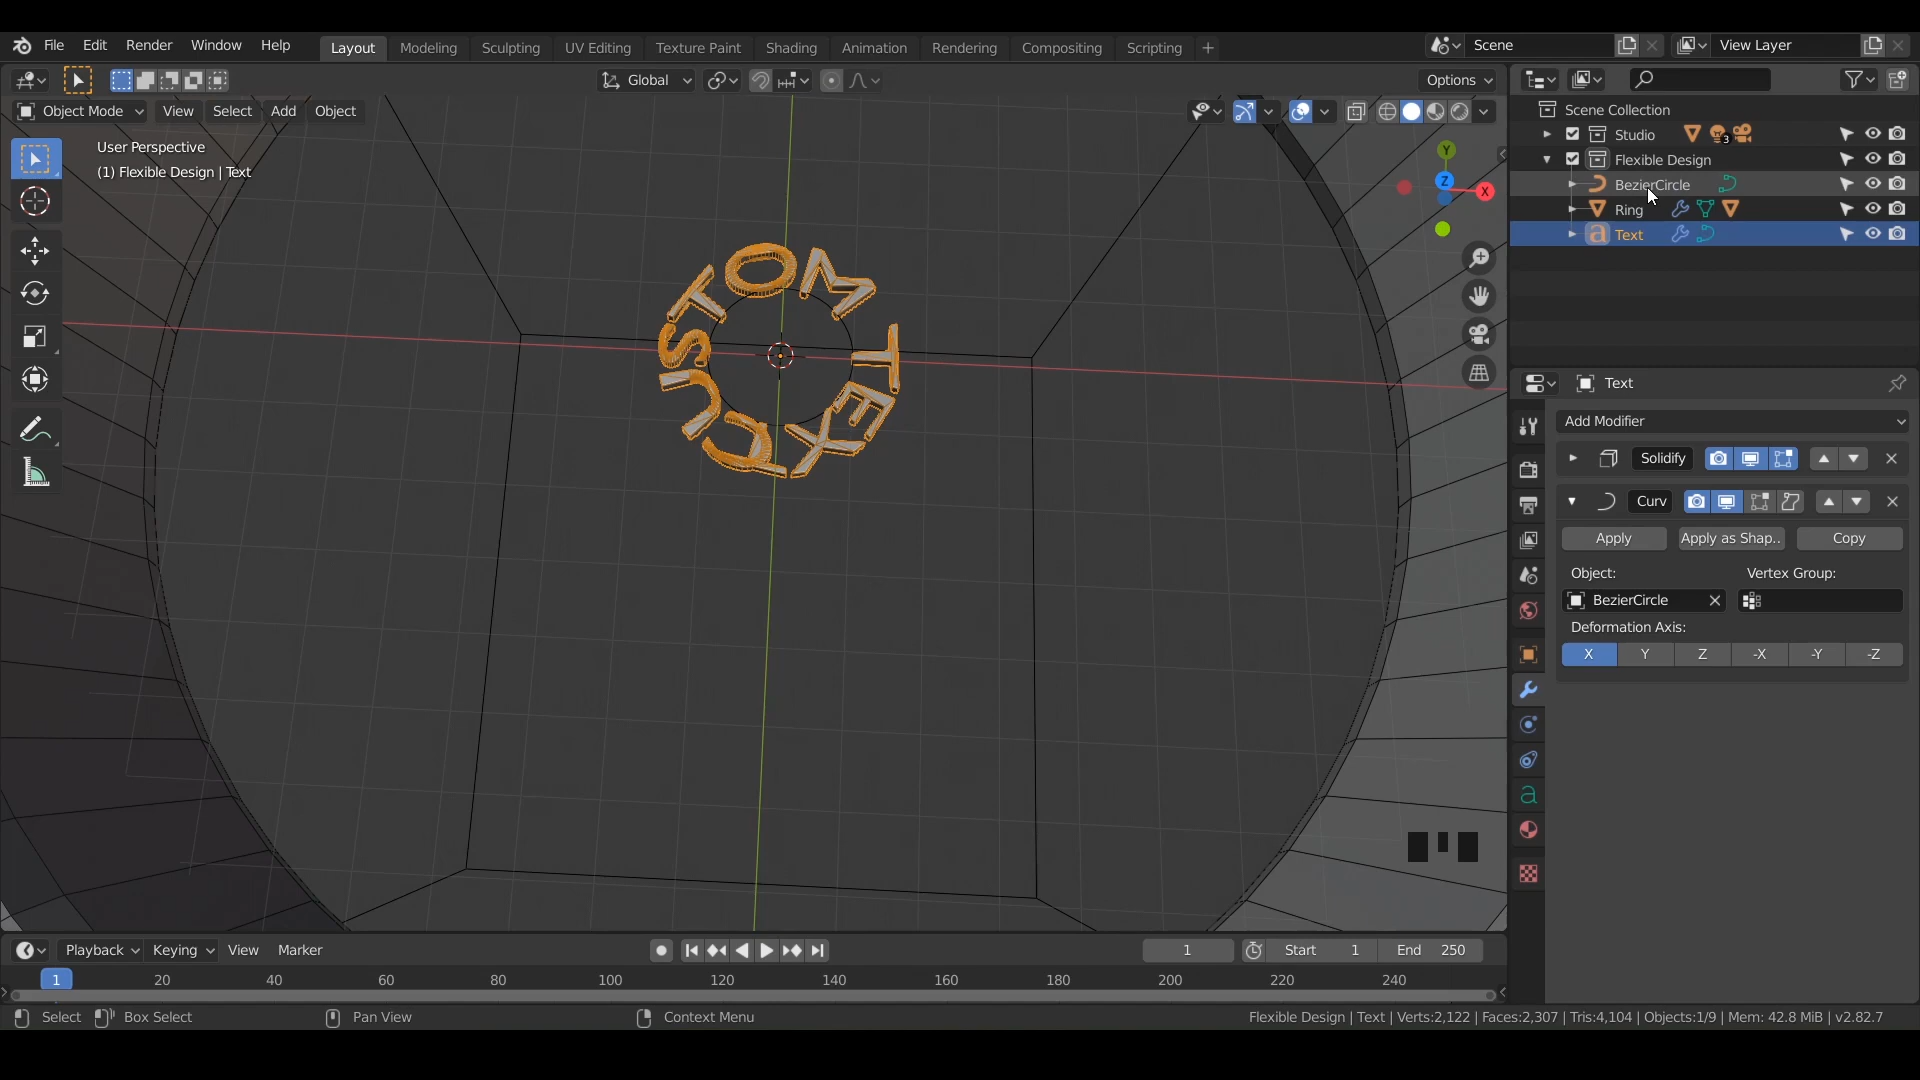 File Edit Render Window Help Layout Modeling Sculpting UV Editing Texture Paint Shading Animation Rendering Compositing Scripting + Scene View Layer
Global Options
Object Mode View Select Add Object
User Perspective
(1) Flexible Design | Text
CUSTOM TEXT
Y
Z
X
Scene Collection
Studio 3
Flexible Design
BezierCircle
Ring
Text
Text
Add Modifier
Solidify
Curv
Apply Apply as Shap.. Copy
Object: Vertex Group:
BezierCircle
Deformation Axis:
X Y Z -X -Y -Z
Playback Keying View Marker 1 Start 1 End 250
1 20 40 60 80 100 120 140 160 180 200 220 240
Select Box Select Pan View Context Menu Flexible Design | Text | Verts:2,122 | Faces:2,307 | Tris:4,104 | Objects:1/9 | Mem: 42.8 MiB | v2.82.7